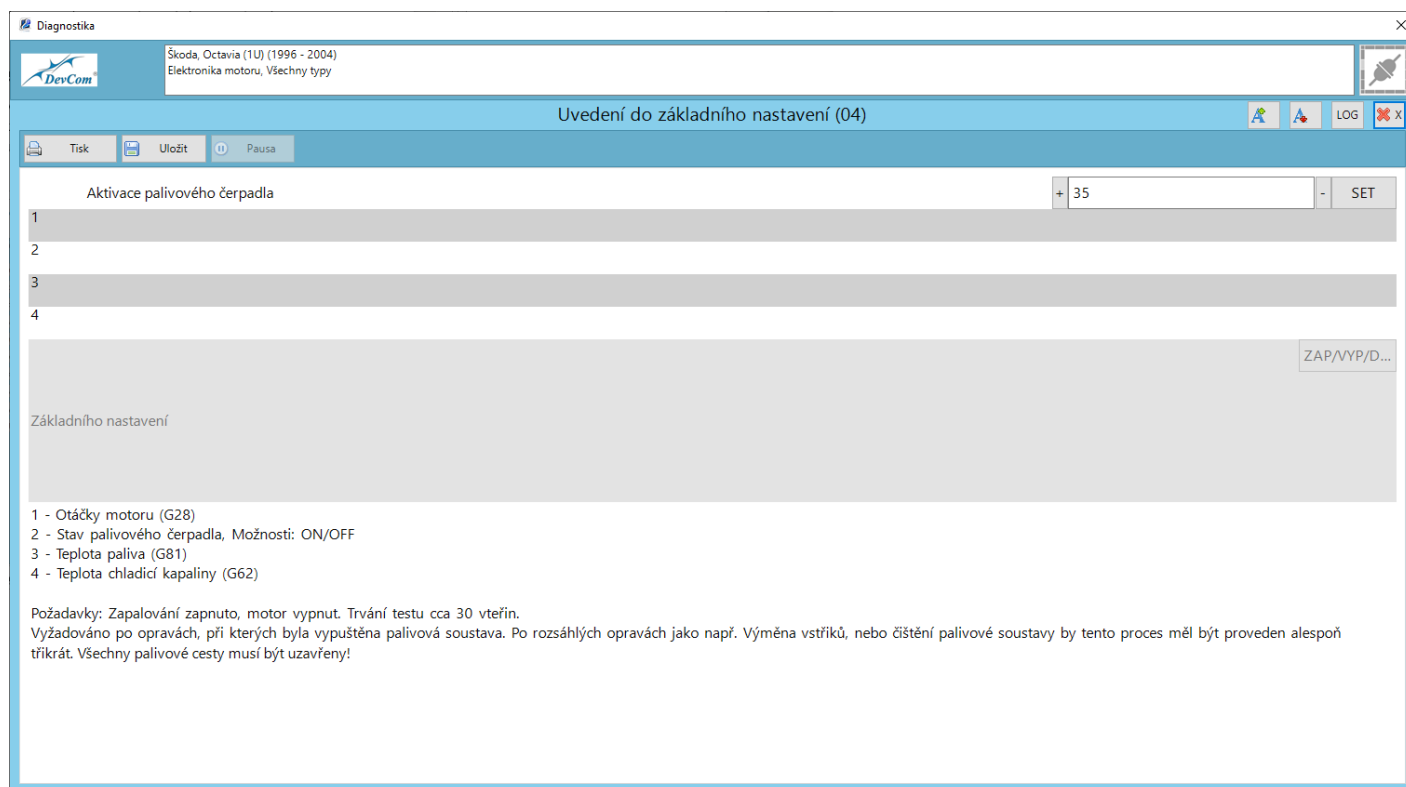 Diagnostika
DevCom
Škoda, Octavia (1U) (1996 - 2004)
Elektronika motoru, Všechny typy
Uvedení do základního nastavení (04)
LOG
X
Tisk
Uložit
Pausa
Aktivace palivového čerpadla
+ 35 - SET
1
2
3
4
ZAP/VYP/D...
Základního nastavení
1 - Otáčky motoru (G28)
2 - Stav palivového čerpadla, Možnosti: ON/OFF
3 - Teplota paliva (G81)
4 - Teplota chladicí kapaliny (G62)
Požadavky: Zapalování zapnuto, motor vypnut. Trvání testu cca 30 vteřin.
Vyžadováno po opravách, při kterých byla vypuštěna palivová soustava. Po rozsáhlých opravách jako např. Výměna vstřiků, nebo čištění palivové soustavy by tento proces měl být proveden alespoň
třikrát. Všechny palivové cesty musí být uzavřeny!